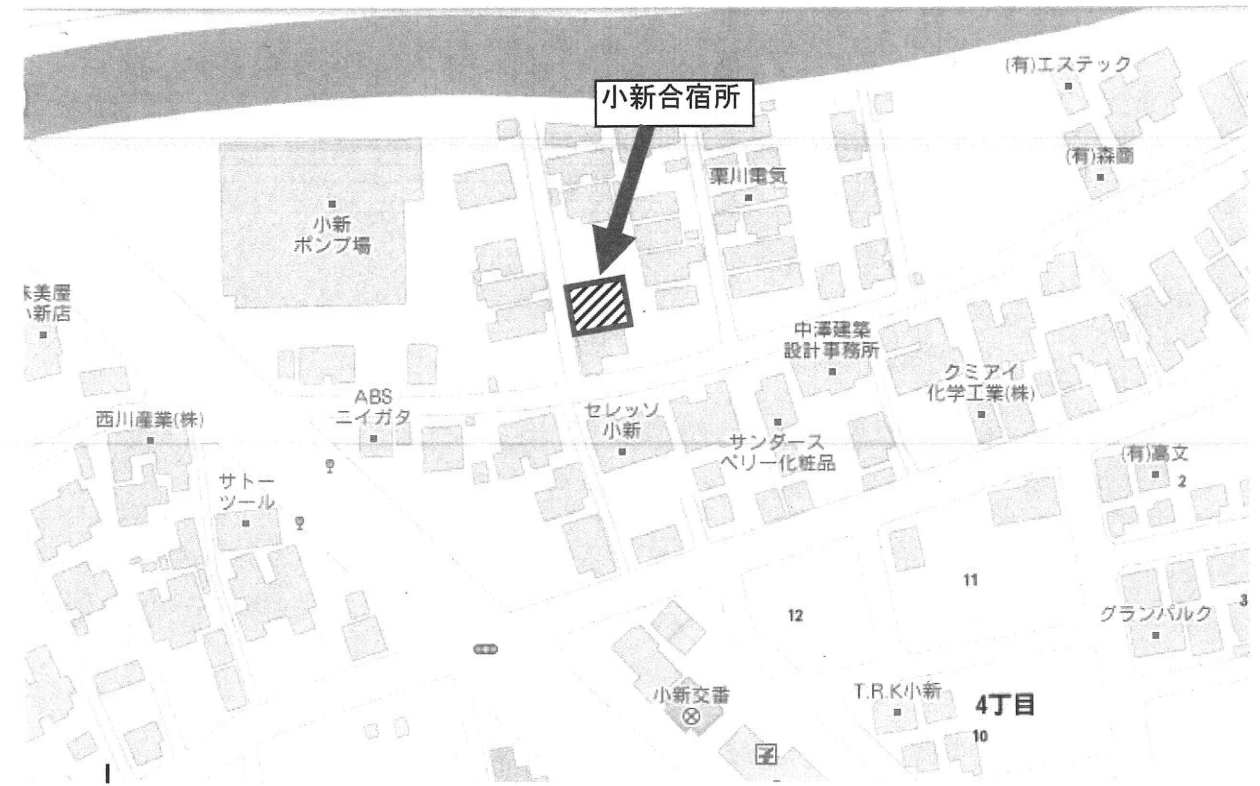 (有)エステック
小新合宿所
(有)森商
栗川電気
小新
ポンプ場
美屋
新店
中澤建築
設計事務所
クミアイ
化学工業(株)
ABS
ニイガタ
西川産業(株)
セレッソ
小新
サンダース
ペリー化粧品
(有)高文
2
サトー
ツール
11
12
3
グランパルク
小新交番
T.R.K小新
4丁目
10